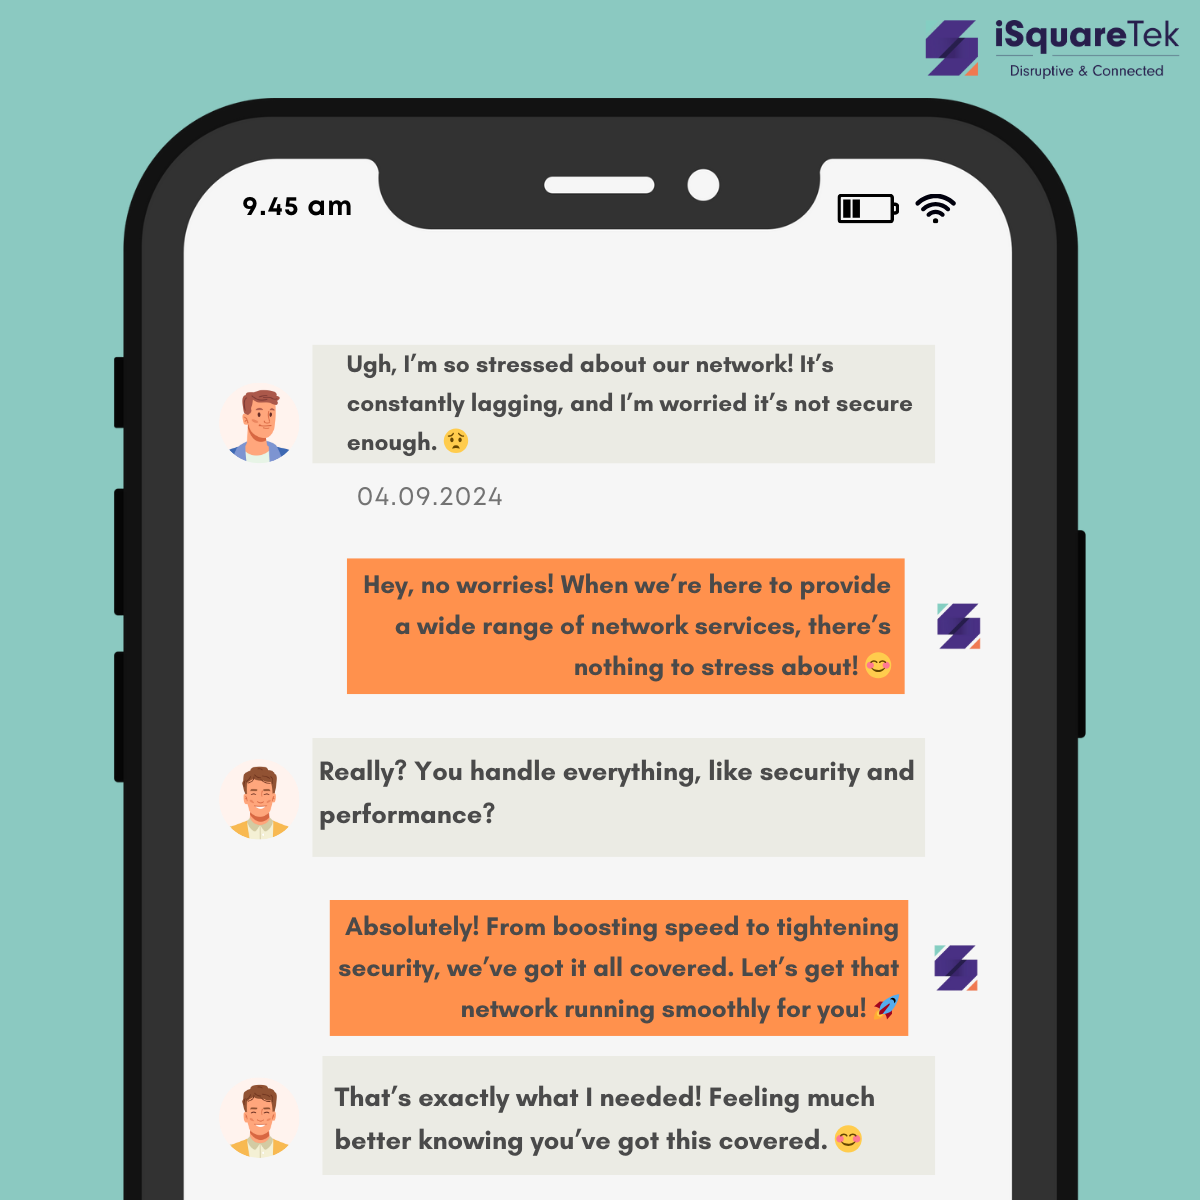 iSquareTek
Disruptive & Connected
9.45 am
Ugh, I’m so stressed about our network! It’s
constantly lagging, and I’m worried it’s not secure
enough. 😟
04.09.2024
Hey, no worries! When we’re here to provide
a wide range of network services, there’s
nothing to stress about! 😊
Really? You handle everything, like security and
performance?
Absolutely! From boosting speed to tightening
security, we’ve got it all covered. Let’s get that
network running smoothly for you! 🚀
That’s exactly what I needed! Feeling much
better knowing you’ve got this covered. 😊